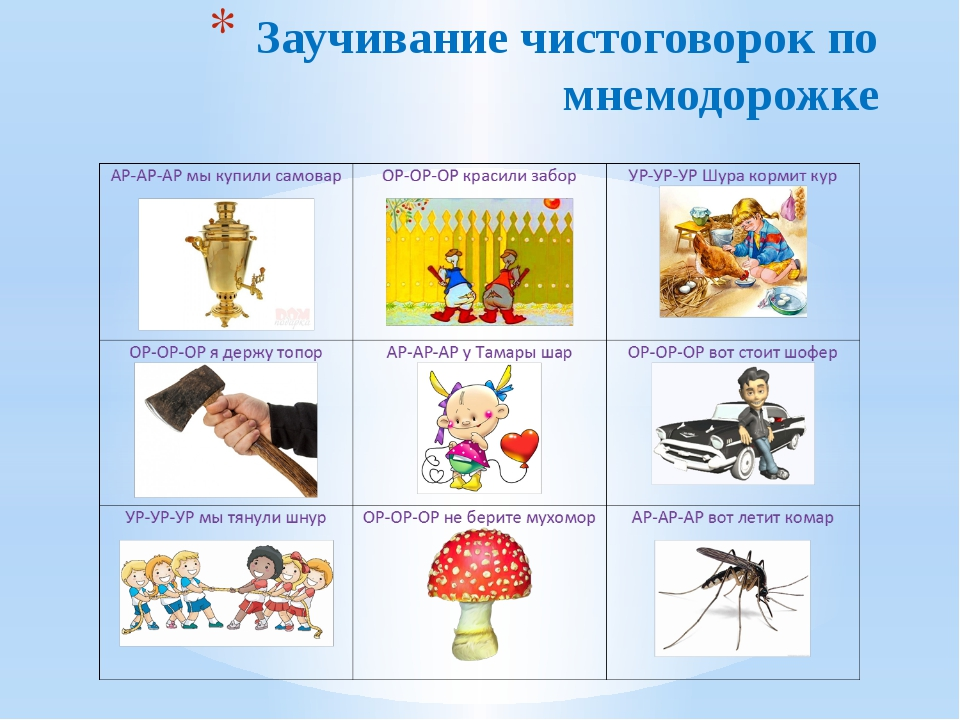 * Заучивание чистоговорок по
мнемодорожке
АР-АР-АР мы купили самовар
ОР-ОР-ОР красили забор
УР-УР-УР Шура кормит кур
ОР-ОР-ОР я держу топор
АР-АР-АР у Тамары шар
ОР-ОР-ОР вот стоит шофер
УР-УР-УР мы тянули шнур
ОР-ОР-ОР не берите мухомор
АР-АР-АР вот летит комар